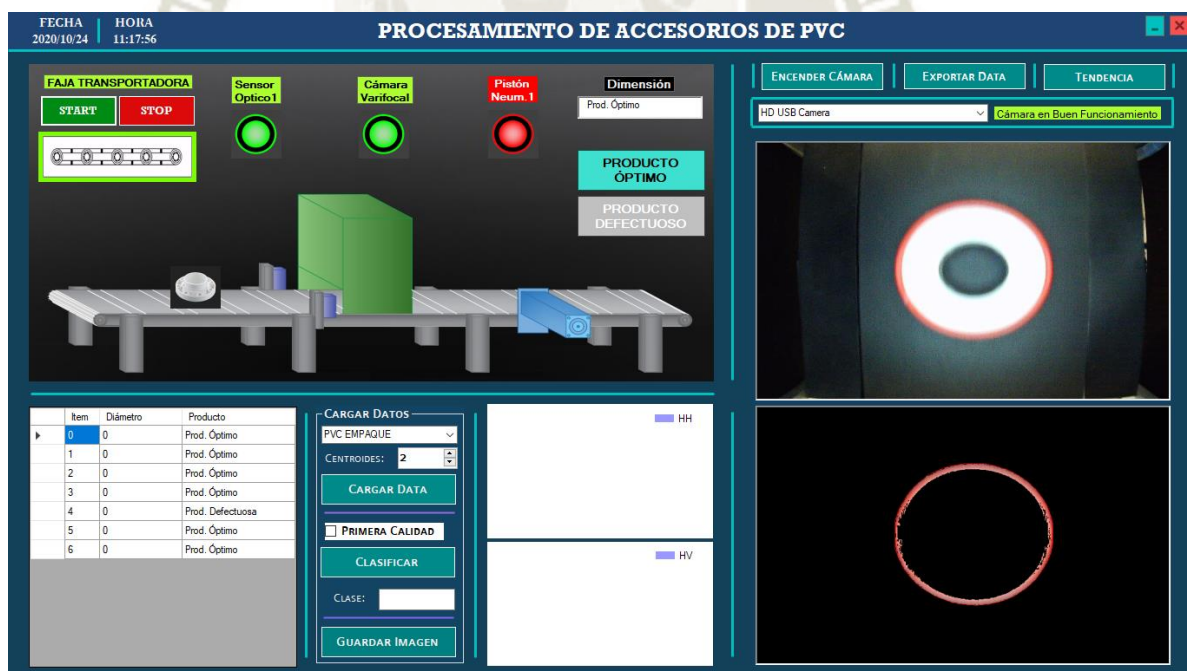 FECHA
2020/10/24
HORA
11:17:56
PROCESAMIENTO DE ACCESORIOS DE PVC
FAJA TRANSPORTADORA
START
STOP
Sensor
Optico1
Cámara
Varifocal
Pistón
Neum.1
Dimensión
Prod. Óptimo
PRODUCTO
ÓPTIMO
PRODUCTO
DEFECTUOSO
ENCENDER CÁMARA
EXPORTAR DATA
TENDENCIA
HD USB Camera
Cámara en Buen Funcionamiento
Item Diámetro Producto
0 0 Prod. Óptimo
1 0 Prod. Óptimo
2 0 Prod. Óptimo
3 0 Prod. Óptimo
4 0 Prod. Defectuosa
5 0 Prod. Óptimo
6 0 Prod. Óptimo
CARGAR DATOS
PVC EMPAQUE
CENTROIDES: 2
CARGAR DATA
PRIMERA CALIDAD
CLASIFICAR
CLASE:
GUARDAR IMAGEN
HH
HV